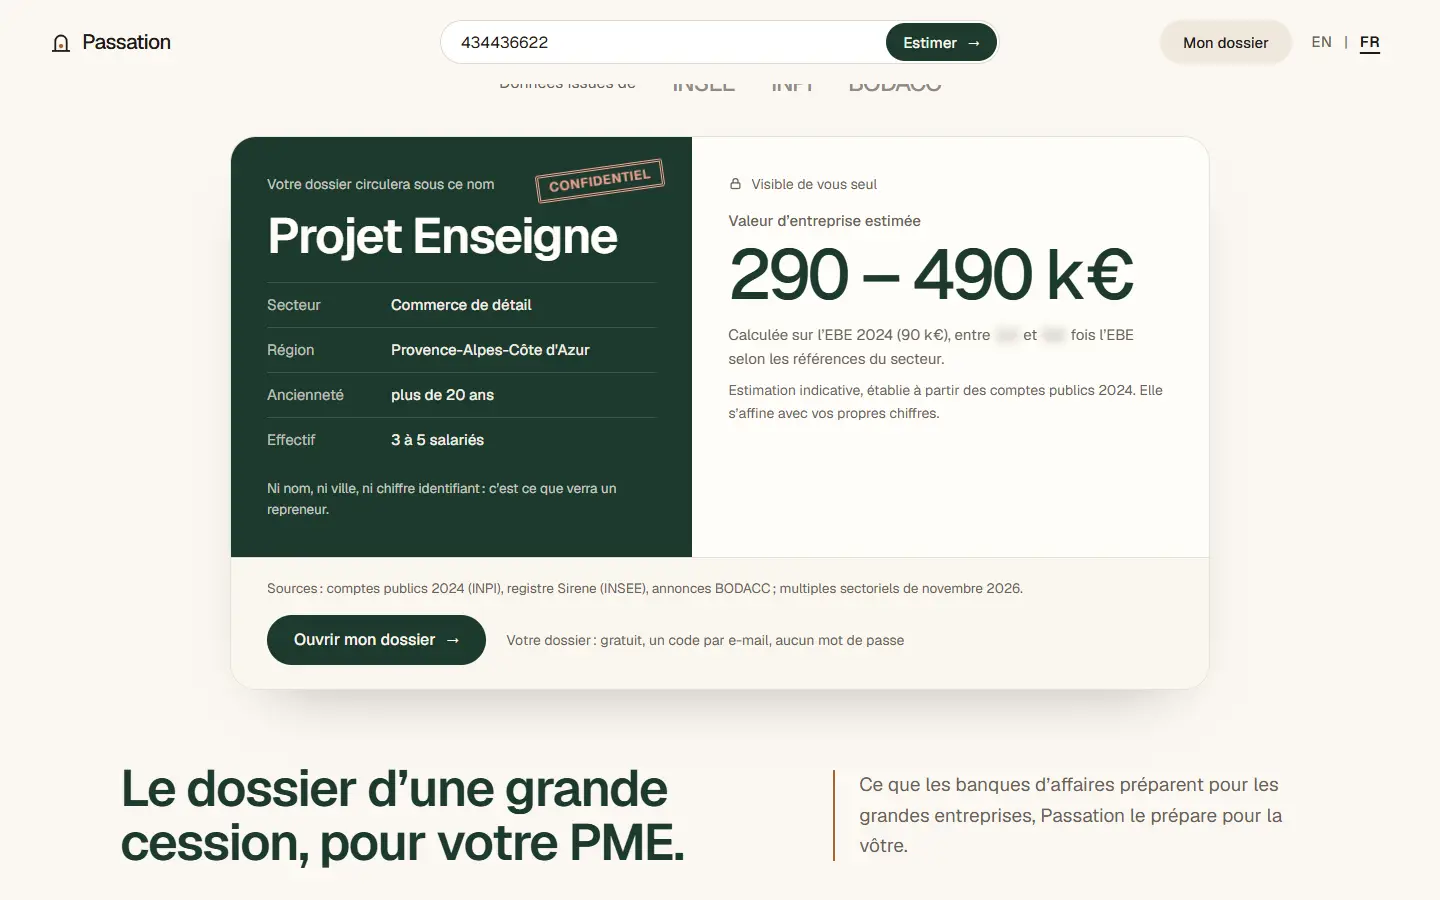 Passation
434436622
Estimer →
Mon dossier
EN | FR
Données issues de INSEE INPI BODACC
Votre dossier circulera sous ce nom
CONFIDENTIEL
Projet Enseigne
Secteur Commerce de détail
Région Provence-Alpes-Côte d'Azur
Ancienneté plus de 20 ans
Effectif 3 à 5 salariés
Ni nom, ni ville, ni chiffre identifiant : c’est ce que verra un
repreneur.
Visible de vous seul
Valeur d’entreprise estimée
290 – 490 k€
Calculée sur l’EBE 2024 (90 k€), entre et fois l’EBE
selon les références du secteur.
Estimation indicative, établie à partir des comptes publics 2024. Elle
s’affine avec vos propres chiffres.
Sources : comptes publics 2024 (INPI), registre Sirene (INSEE), annonces BODACC ; multiples sectoriels de novembre 2026.
Ouvrir mon dossier →
Votre dossier : gratuit, un code par e-mail, aucun mot de passe
Le dossier d’une grande
cession, pour votre PME.
Ce que les banques d’affaires préparent pour les
grandes entreprises, Passation le prépare pour la
vôtre.